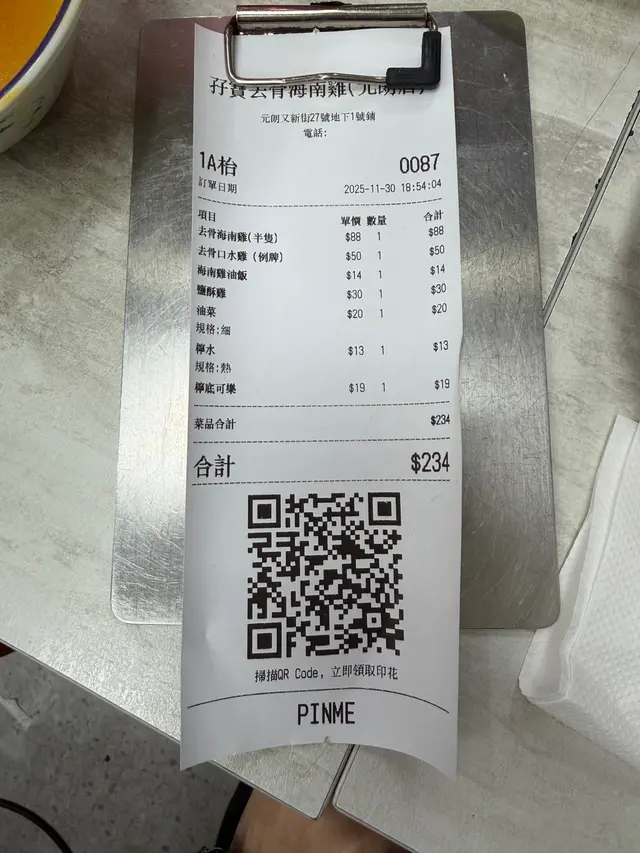 孖寶去骨海南雞(元朗店)
元朗又新街27號地下1號鋪
電話:
1A枱 0087
訂單日期 2025-11-30 18:54:04
項目 單價 數量 合計
去骨海南雞(半隻) $88 1 $88
去骨口水雞 (例牌) $50 1 $50
海南雞油飯 $14 1 $14
鹽酥雞 $30 1 $30
油菜 $20 1 $20
規格:細
檸水 $13 1 $13
規格:熱
檸底可樂 $19 1 $19
菜品合計 $234
合計 $234
掃描QR Code, 立即領取印花
PINME